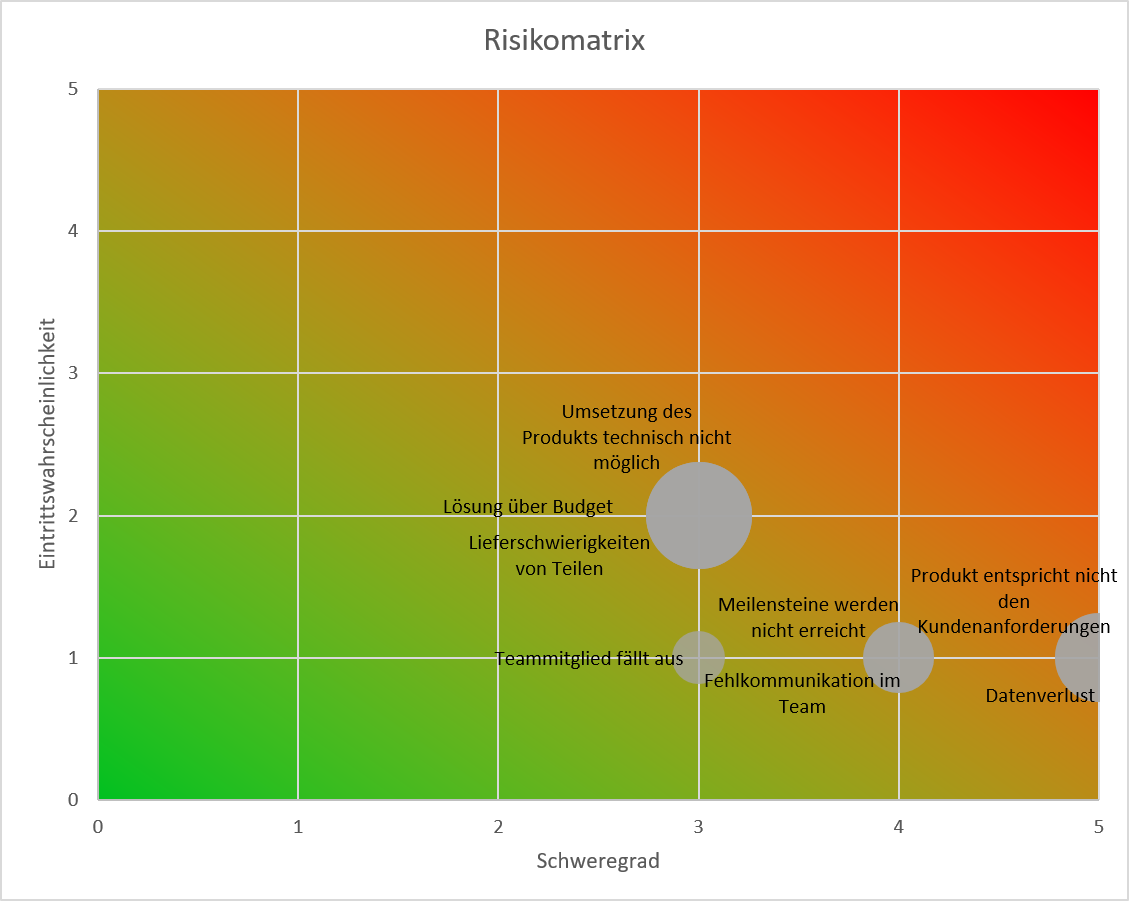 Risikomatrix
5
4
3
2
1
0
Eintrittswahrscheinlichkeit
Umsetzung des
Produkts technisch nicht
möglich
Lösung über Budget
Lieferschwierigkeiten
von Teilen
Produkt entspricht nicht
den
Kundenanforderungen
Meilensteine werden
nicht erreicht
Teammitglied fällt aus
Fehlkommunikation im
Team
Datenverlust
0
1
2
3
4
5
Schweregrad